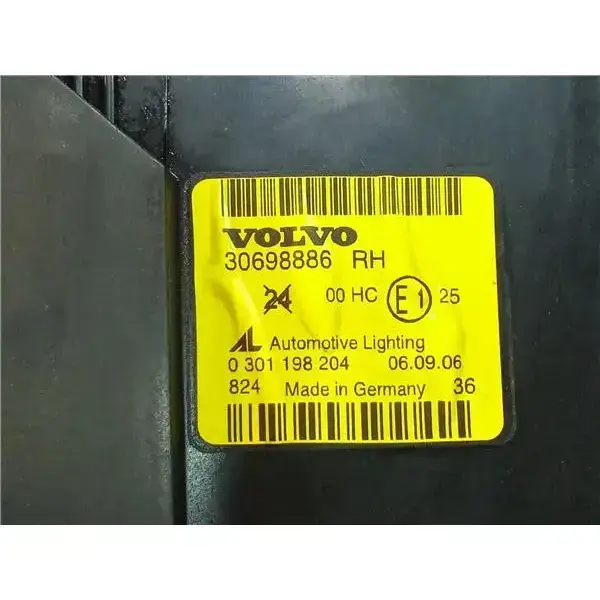 VOLVO
30698886 RH
24 00 HC E1 25
AL Automotive Lighting
0 301 198 204 06.09.06
824 Made in Germany 36